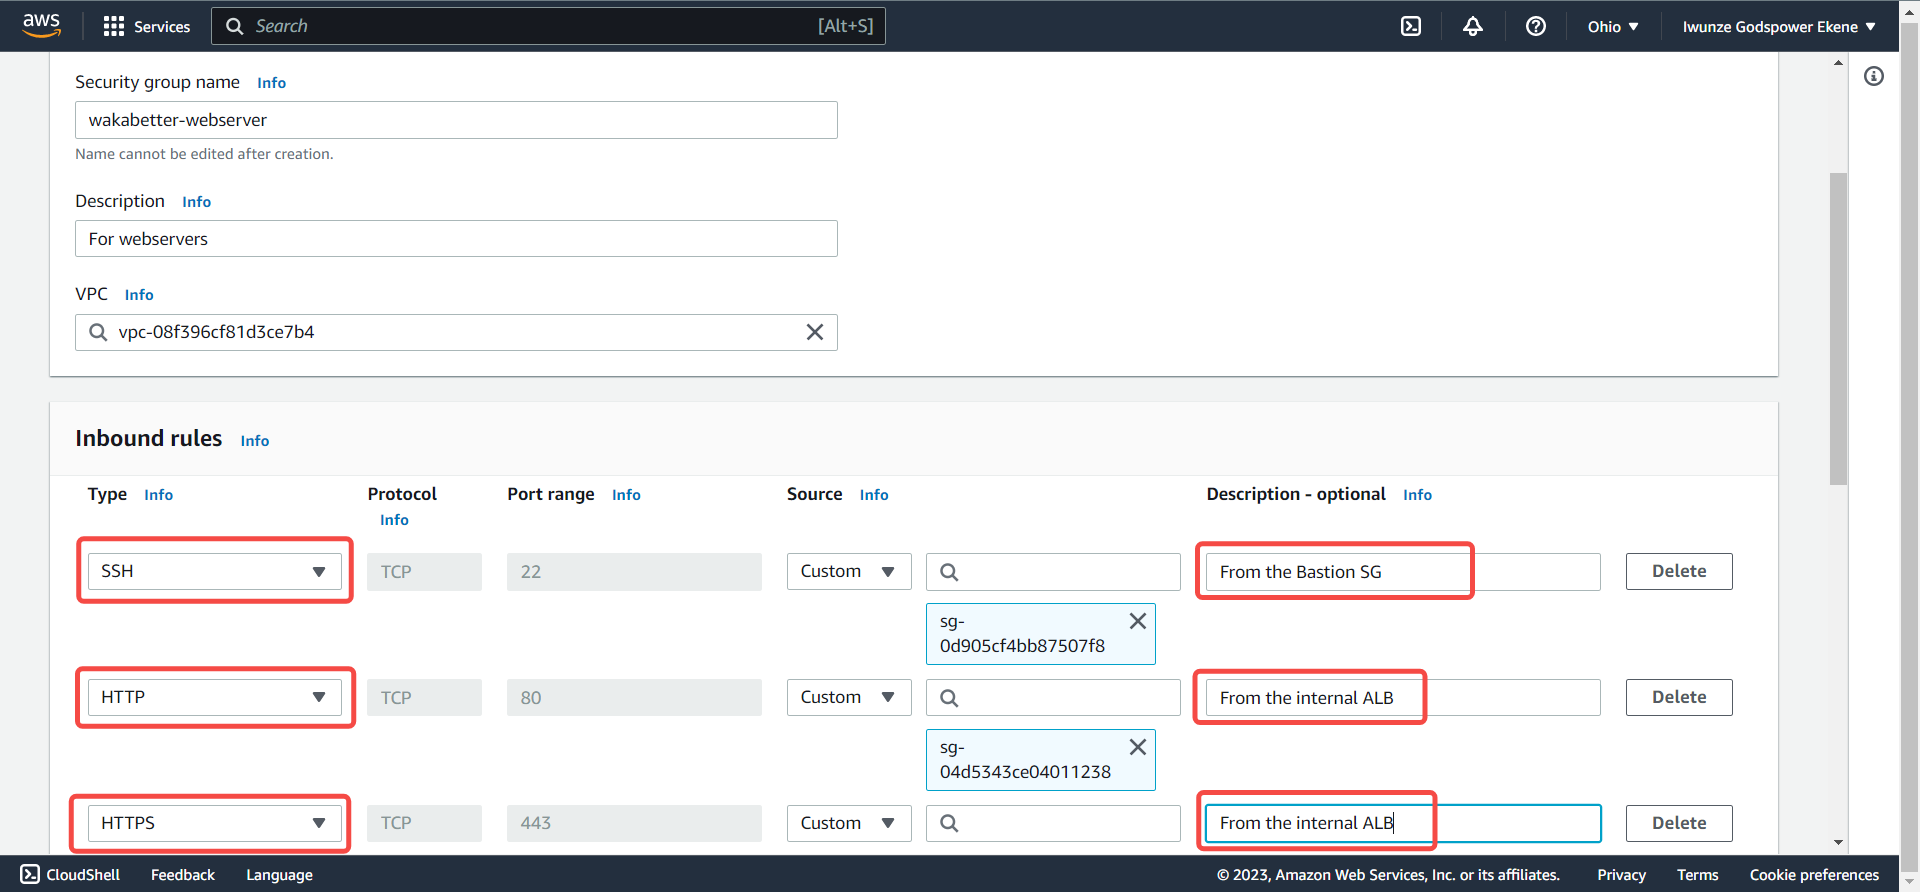 aws
Services
Search
[Alt+S]
Ohio
Iwunze Godspower Ekene
Security group name Info
wakabetter-webserver
Name cannot be edited after creation.
Description Info
For webservers
VPC Info
vpc-08f396cf81d3ce7b4
Inbound rules Info
Type Info
Protocol Info
Port range Info
Source Info
Description - optional Info
SSH
TCP
22
Custom
From the Bastion SG
Delete
sg-
0d905cf4bb87507f8
HTTP
TCP
80
Custom
From the internal ALB
Delete
sg-
04d5343ce04011238
HTTPS
TCP
443
Custom
From the internal ALB
Delete
CloudShell
Feedback
Language
© 2023, Amazon Web Services, Inc. or its affiliates.
Privacy
Terms
Cookie preferences